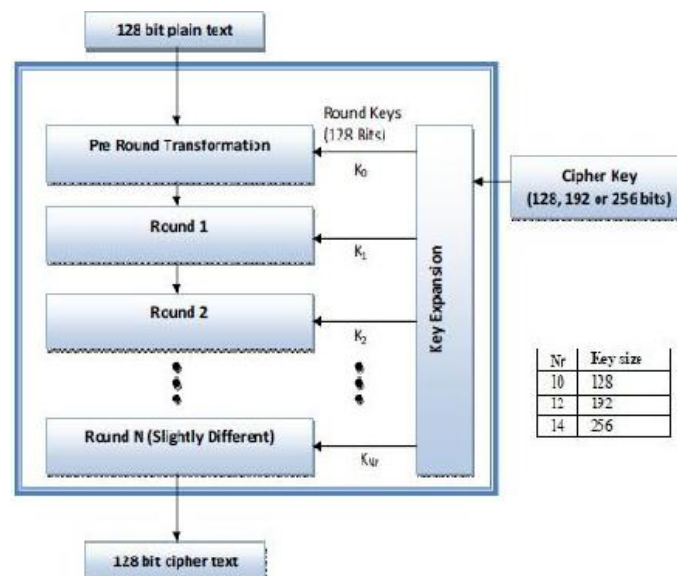 128 bit plain text
Round Keys
(128 Bits)
Pre Round Transformation
K0
Cipher Key
(128, 192 or 256 bits)
Round 1
K1
Key Expansion
Round 2
K2
Nr Key size
10 128
12 192
14 256
Round N (Slightly Different)
KNr
128 bit cipher text